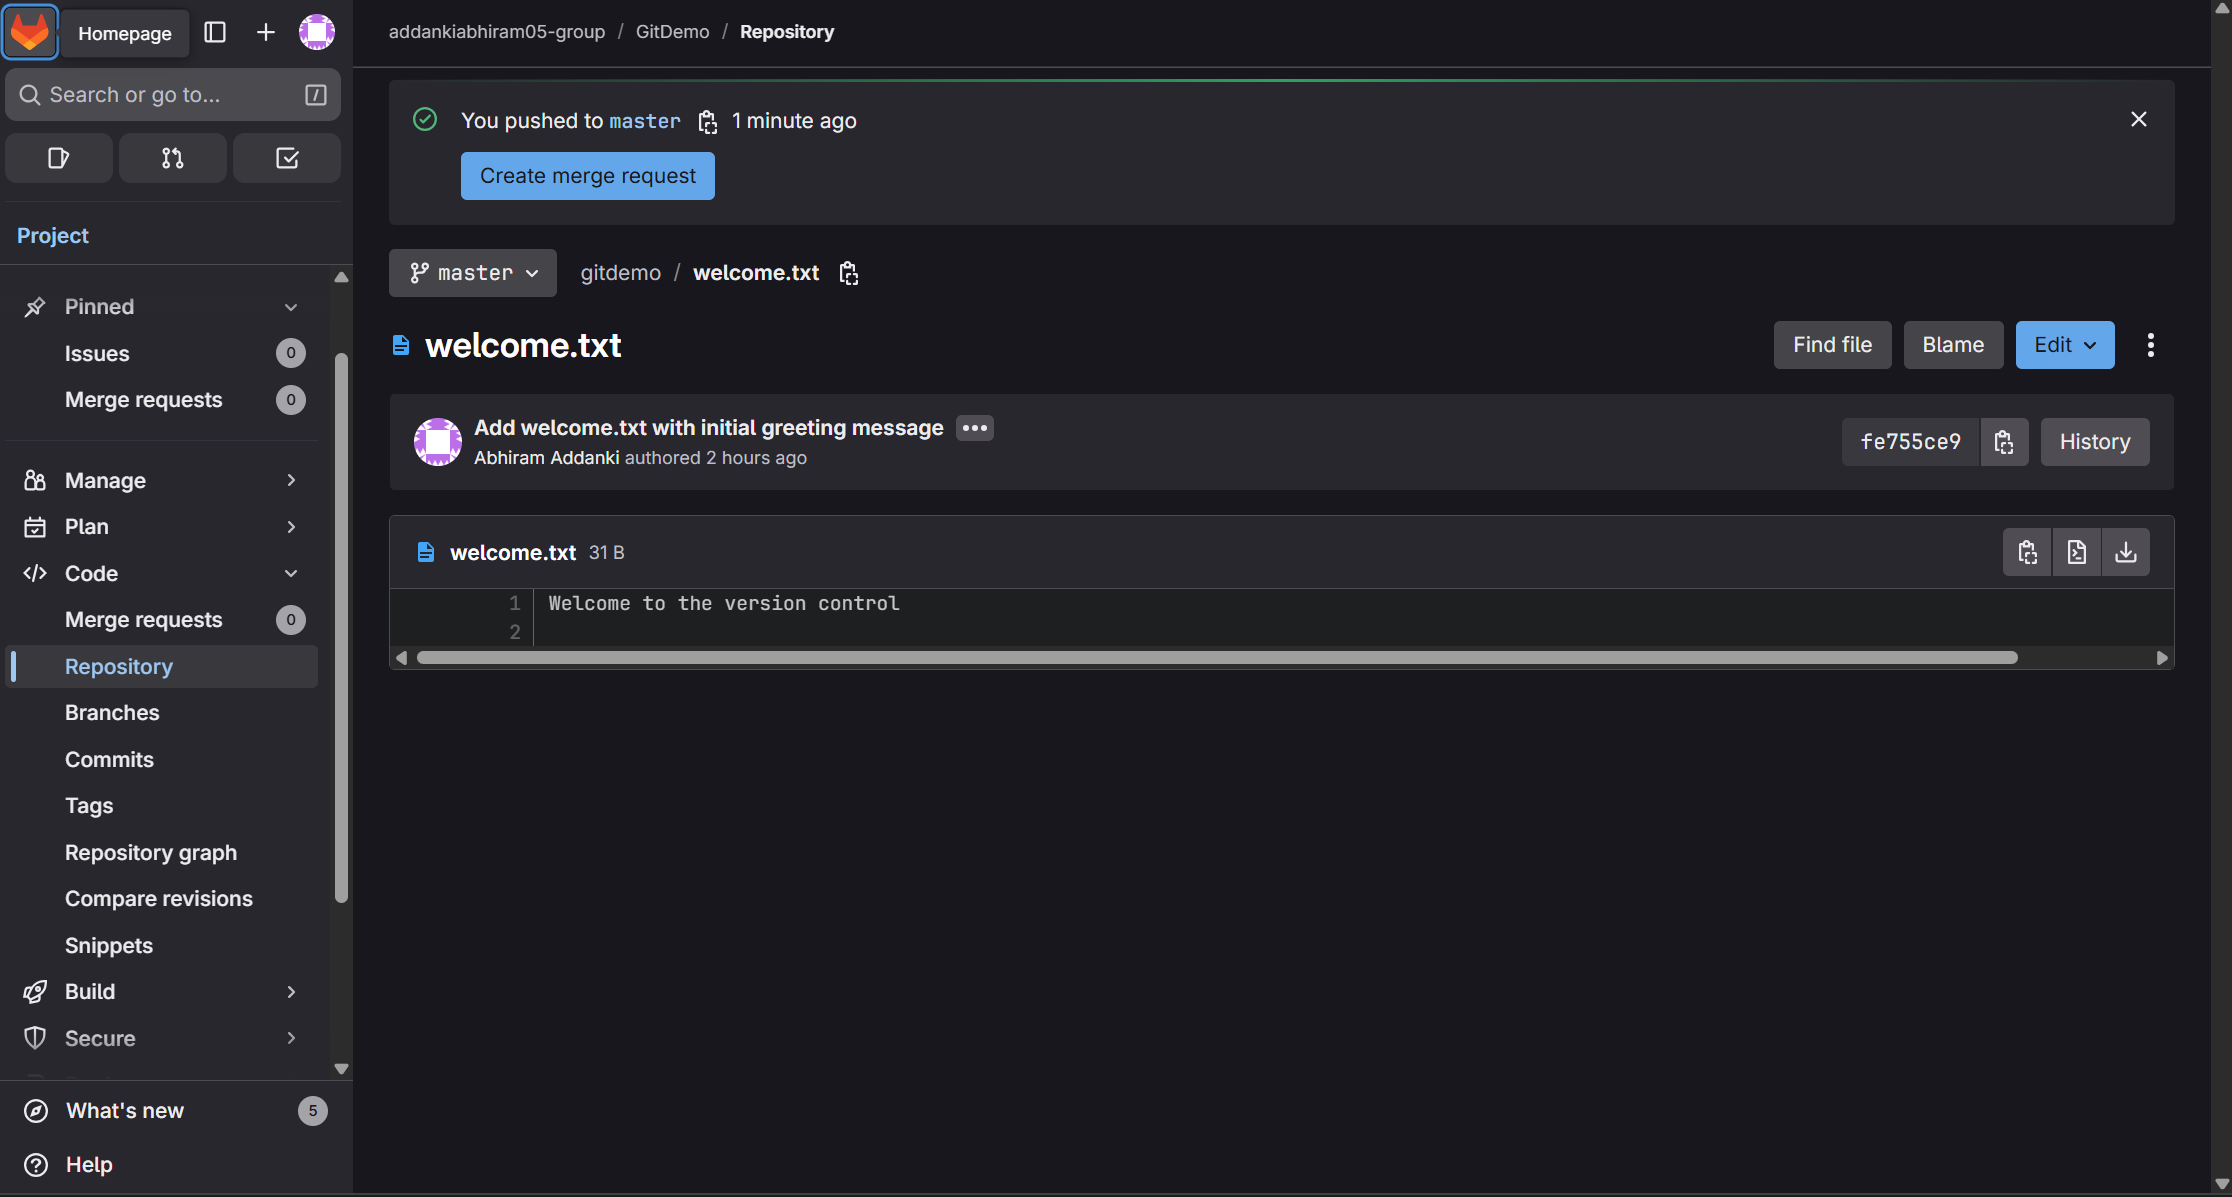 Homepage
Search or go to...
/
Project
Pinned
Issues 0
Merge requests 0
Manage
Plan
Code
Merge requests 0
Repository
Branches
Commits
Tags
Repository graph
Compare revisions
Snippets
Build
Secure
What's new 5
Help
addankiabhiram05-group / GitDemo / Repository
You pushed to master 1 minute ago
Create merge request
master gitdemo / welcome.txt
welcome.txt
Find file Blame Edit
Add welcome.txt with initial greeting message
Abhiram Addanki authored 2 hours ago
fe755ce9 History
welcome.txt 31 B
1 Welcome to the version control
2